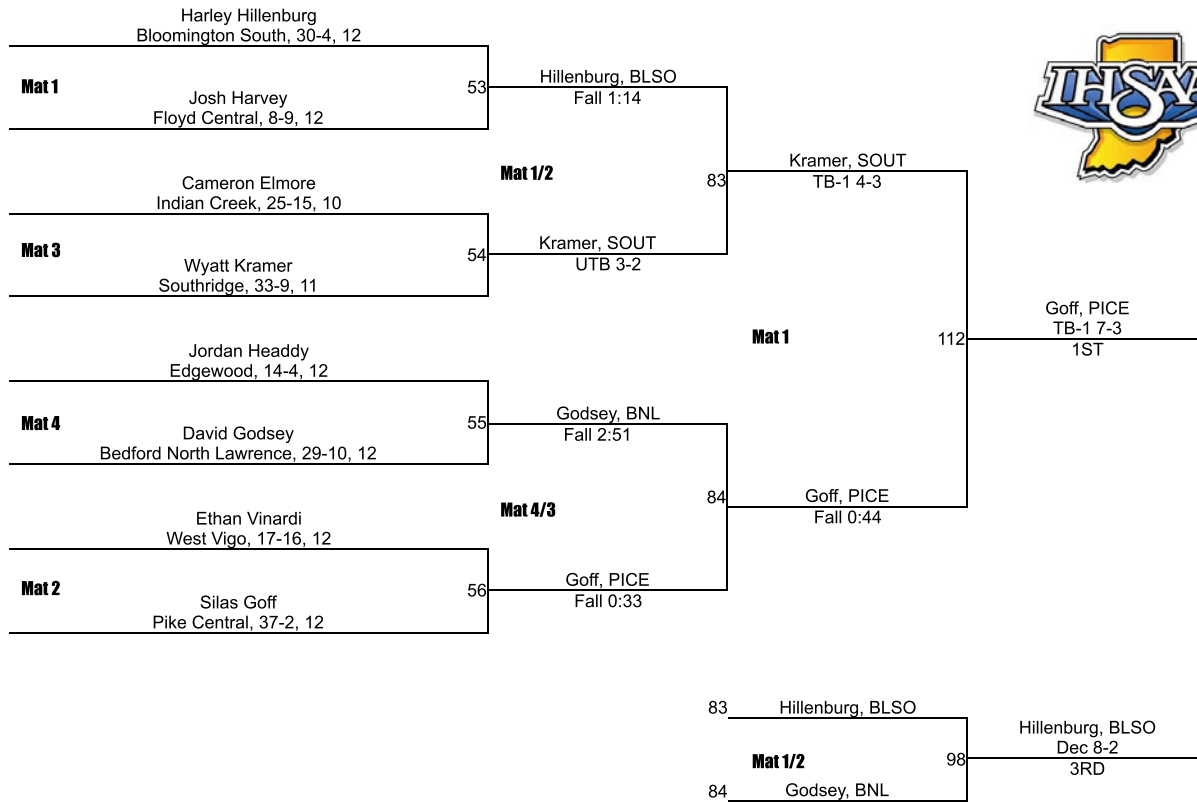 Harley Hillenburg
Bloomington South, 30-4, 12
Mat 1
Josh Harvey
Floyd Central, 8-9, 12
53
Hillenburg, BLSO
Fall 1:14
Cameron Elmore
Indian Creek, 25-15, 10
Mat 3
Wyatt Kramer
Southridge, 33-9, 11
54
Kramer, SOUT
UTB 3-2
Mat 1/2
83
Kramer, SOUT
TB-1 4-3
Jordan Headdy
Edgewood, 14-4, 12
Mat 4
David Godsey
Bedford North Lawrence, 29-10, 12
55
Godsey, BNL
Fall 2:51
Ethan Vinardi
West Vigo, 17-16, 12
Mat 2
Silas Goff
Pike Central, 37-2, 12
56
Goff, PICE
Fall 0:33
Mat 4/3
84
Goff, PICE
Fall 0:44
Mat 1
112
Goff, PICE
TB-1 7-3
1ST
IHSAA
83
Hillenburg, BLSO
Mat 1/2
84
Godsey, BNL
98
Hillenburg, BLSO
Dec 8-2
3RD